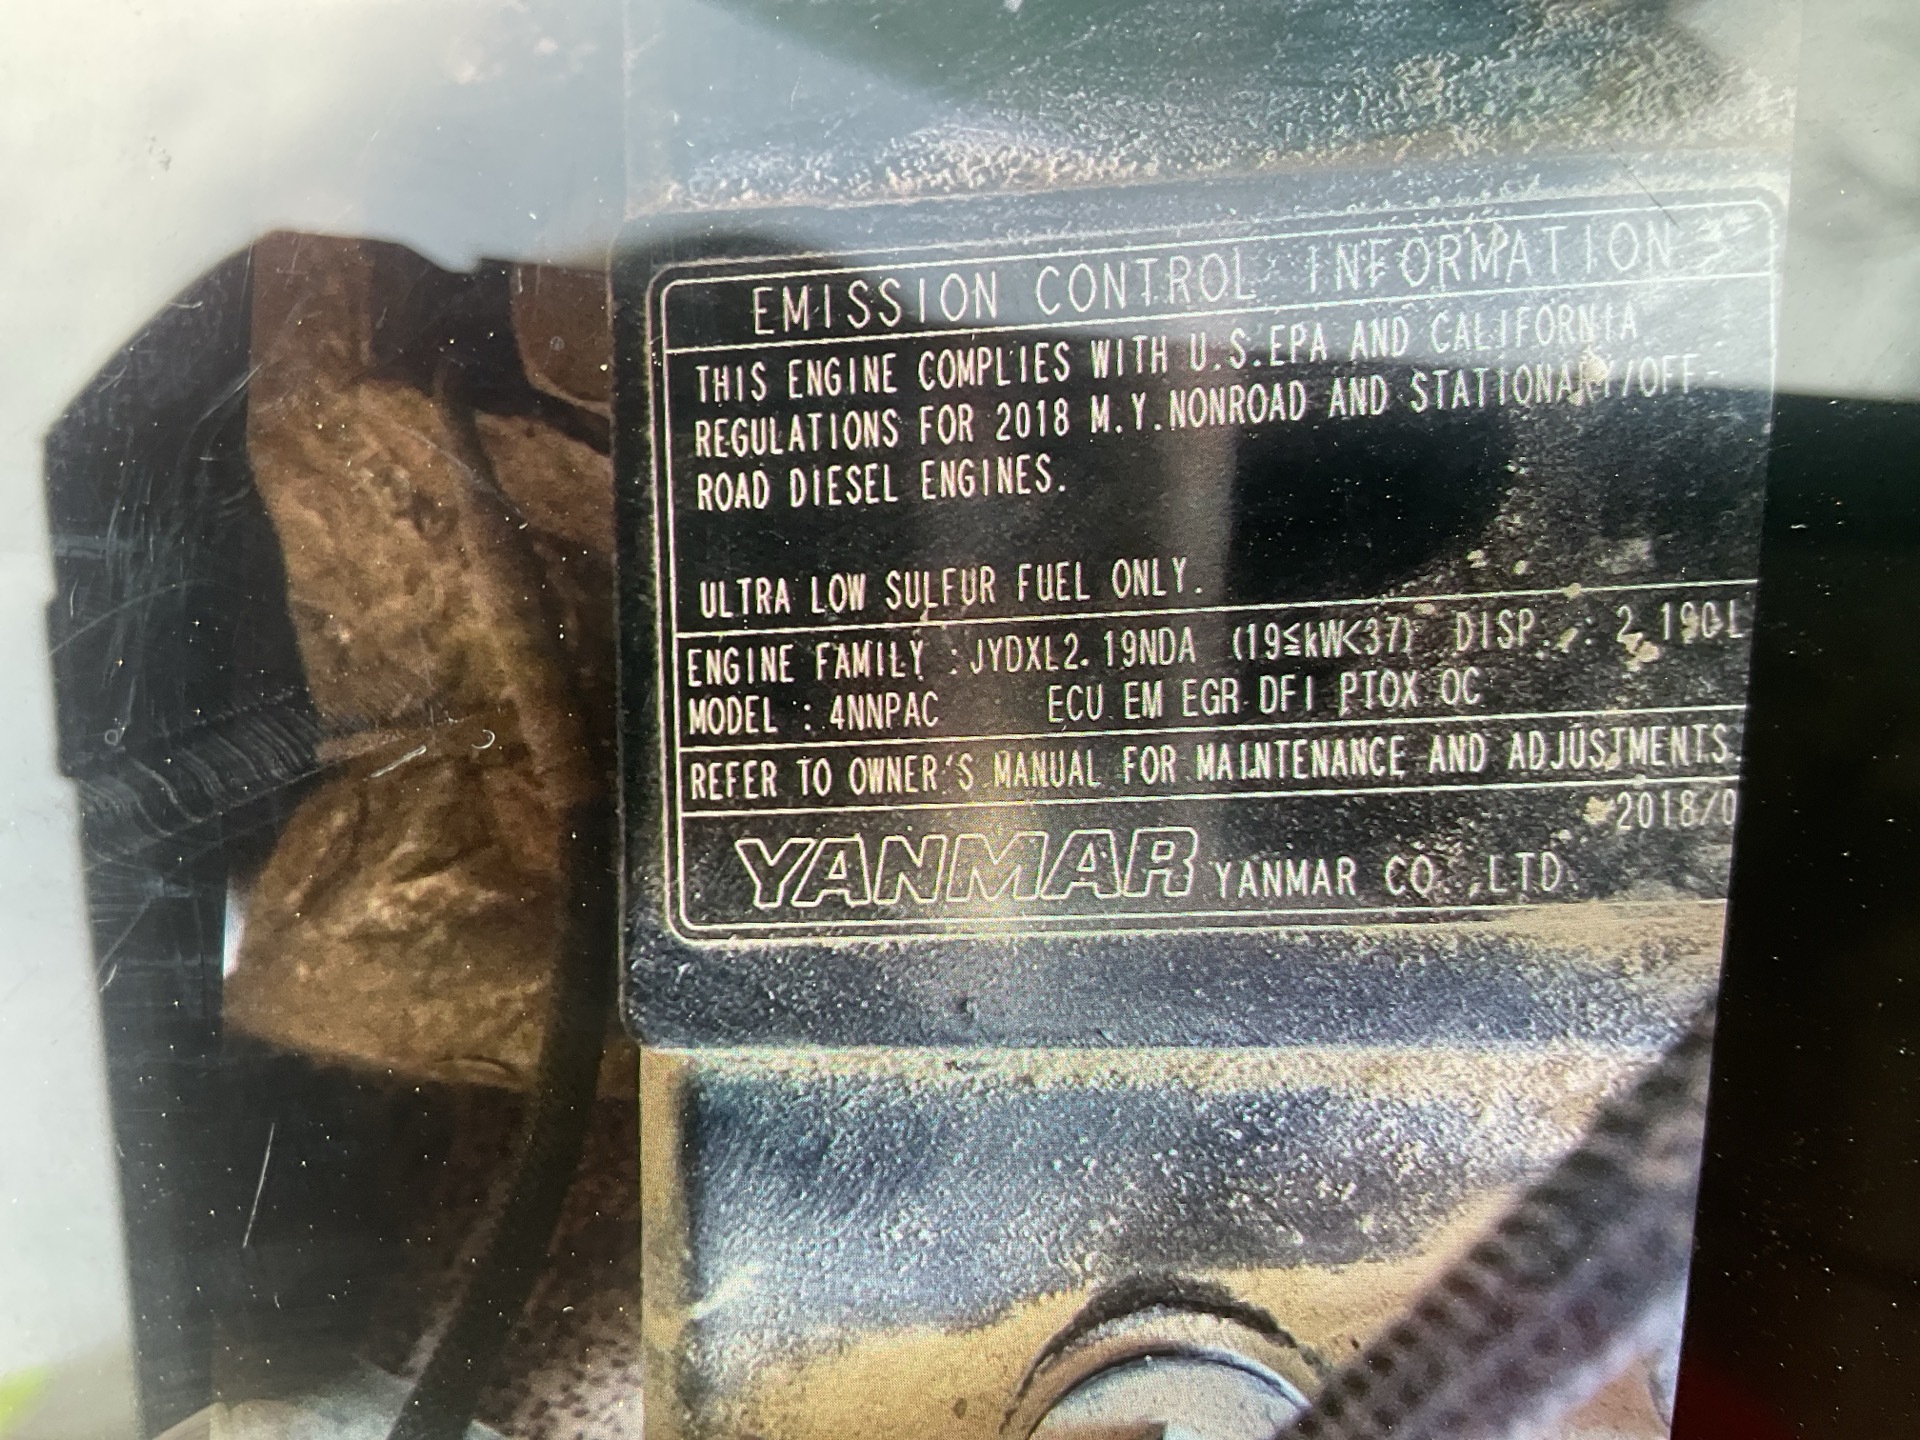 EMISSION CONTROL INFORMATION
THIS ENGINE COMPLIES WITH U.S.EPA AND CALIFORNIA
REGULATIONS FOR 2018 M.Y.NONROAD AND STATIONARY/OFF-
ROAD DIESEL ENGINES.
ULTRA LOW SULFUR FUEL ONLY.
ENGINE FAMILY : JYDXL2.19NDA (19≦kW<37) DISP. : 2.190L
MODEL : 4NNPAC ECU EM EGR DFI PTOX OC
REFER TO OWNER'S MANUAL FOR MAINTENANCE AND ADJUSTMENTS.
2018/0
YANMAR YANMAR CO.,LTD.